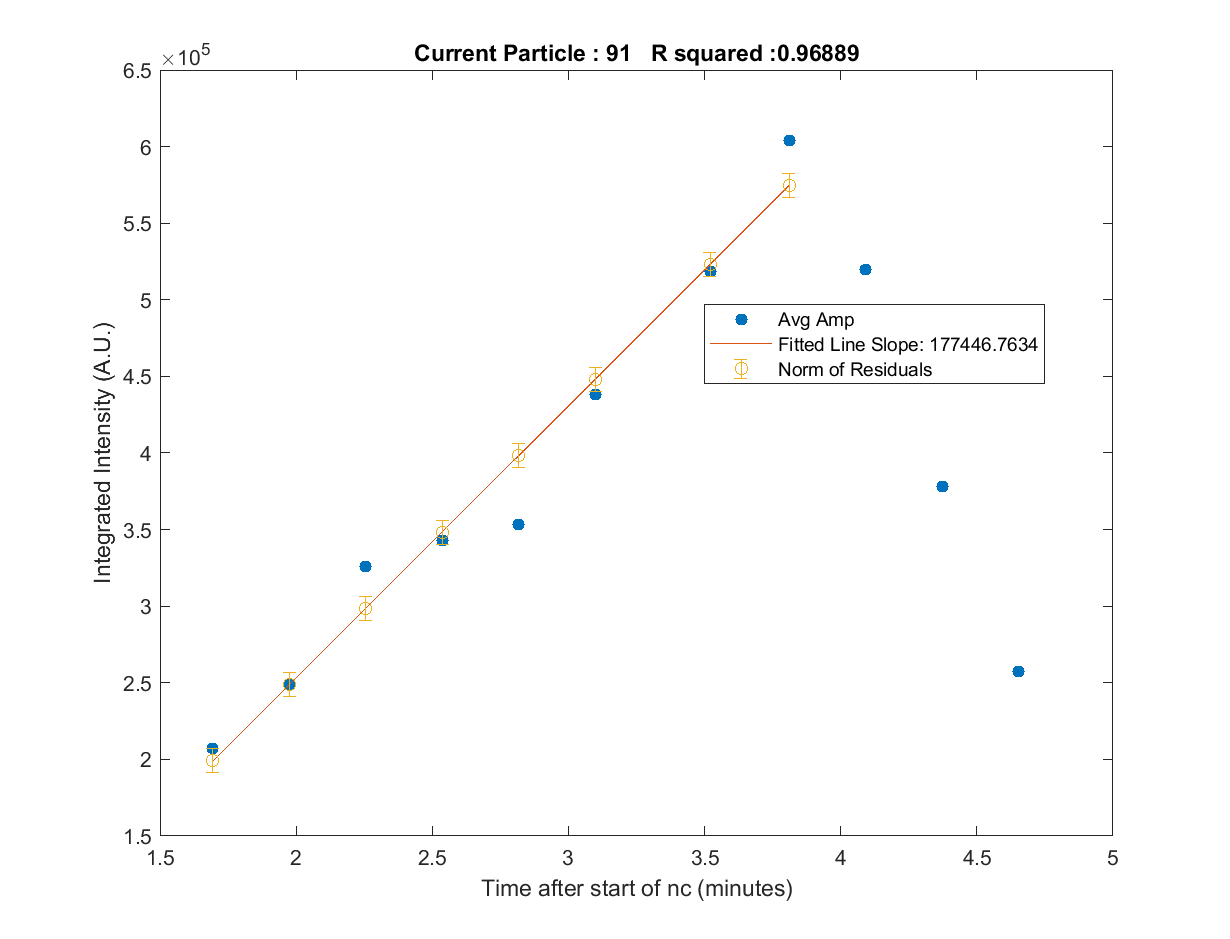 Current Particle : 91 R squared :0.96889
×10^5
6.5
6
5.5
5
4.5
4
3.5
3
2.5
2
1.5
Integrated Intensity (A.U.)
Avg Amp
Fitted Line Slope: 177446.7634
Norm of Residuals
1.5 2 2.5 3 3.5 4 4.5 5
Time after start of nc (minutes)